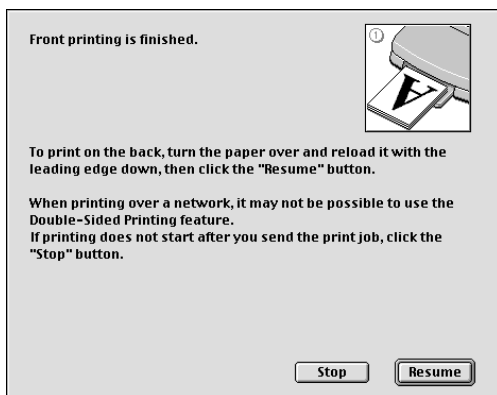 Front printing is finished.
1
A
To print on the back, turn the paper over and reload it with the
leading edge down, then click the "Resume" button.
When printing over a network, it may not be possible to use the
Double-Sided Printing feature.
If printing does not start after you send the print job, click the
"Stop" button.
Stop
Resume